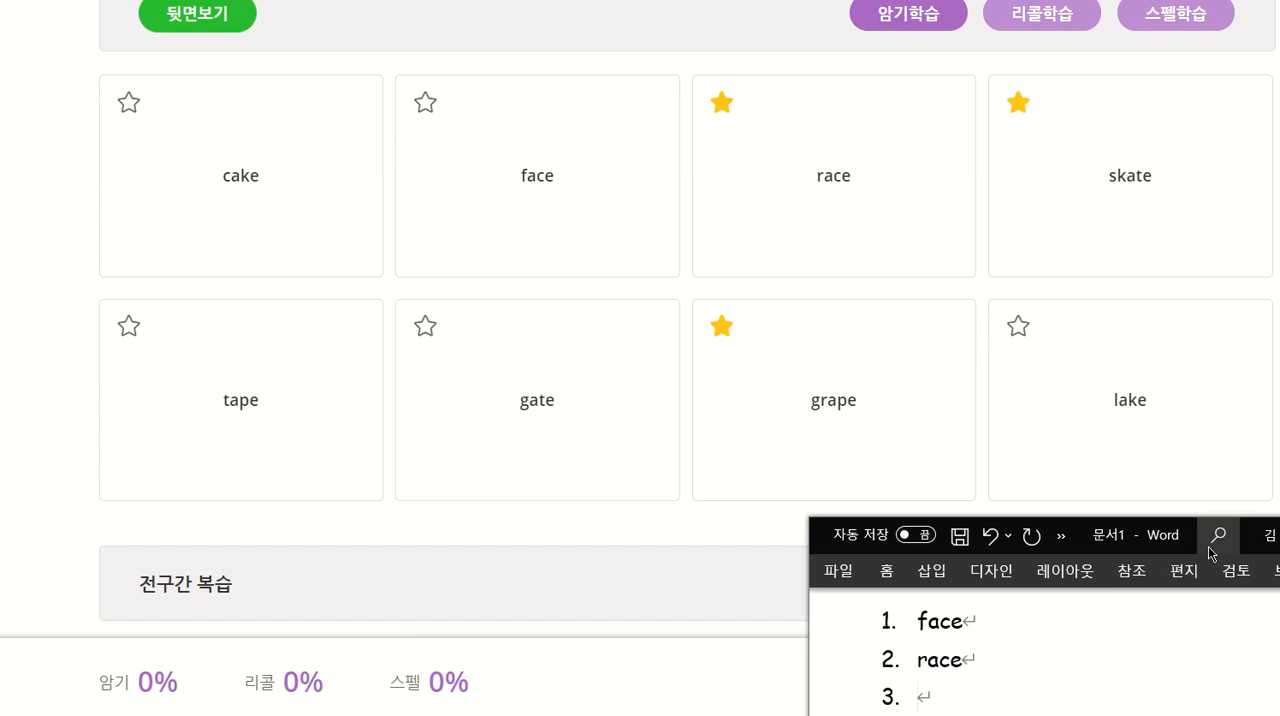 뒷면보기 암기학습 리콜학습 스펠학습
cake face race skate
tape gate grape lake
전구간 복습
암기 0% 리콜 0% 스펠 0%
자동 저장 끔 문서1 - Word 김
파일 홈 삽입 디자인 레이아웃 참조 편지 검토
1. face
2. race
3.